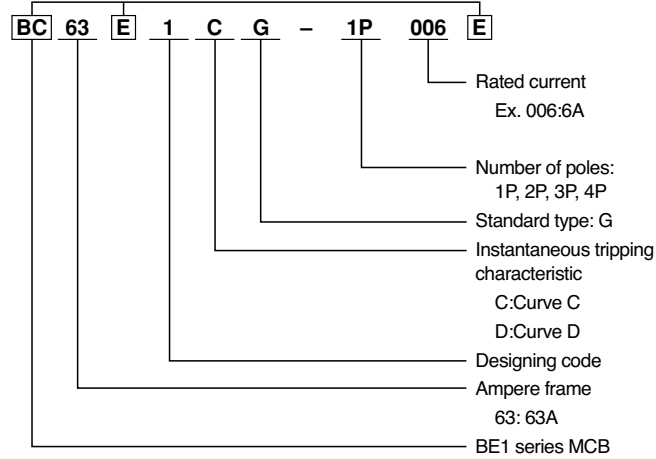 BC 63 E 1 C G – 1P 006 E
Rated current
Ex. 006:6A
Number of poles:
1P, 2P, 3P, 4P
Standard type: G
Instantaneous tripping
characteristic
C:Curve C
D:Curve D
Designing code
Ampere frame
63: 63A
BE1 series MCB